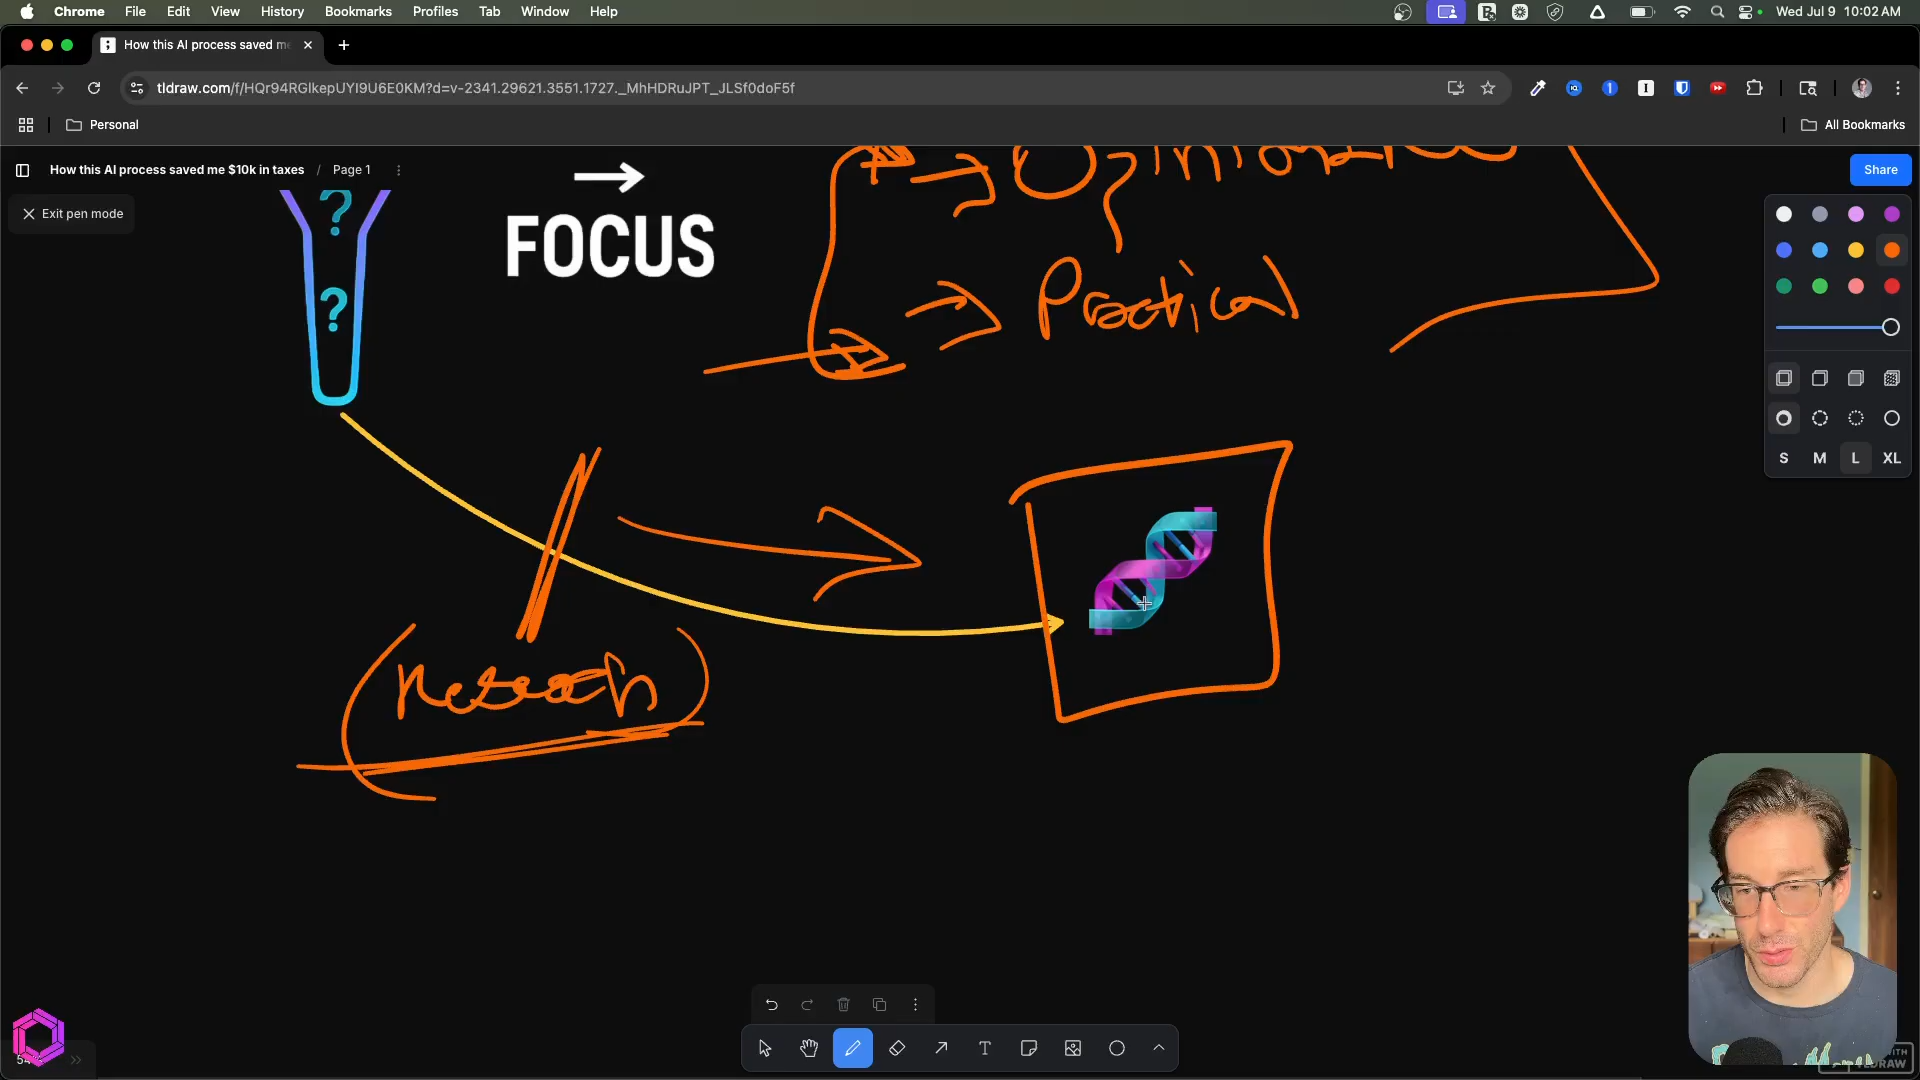 Chrome File Edit View History Bookmarks Profiles Tab Window Help
Wed Jul 9 10:02 AM
How this AI process saved me
tldraw.com/f/HQr94RGlkepUYI9U6E0KM?d=v-2341.29621.3551.1727._MhHDRuJPT_JLSf0doF5f
Personal
All Bookmarks
How this AI process saved me $10k in taxes / Page 1
Share
Exit pen mode
?
FOCUS
?
Practical
S M L XL
Research
T